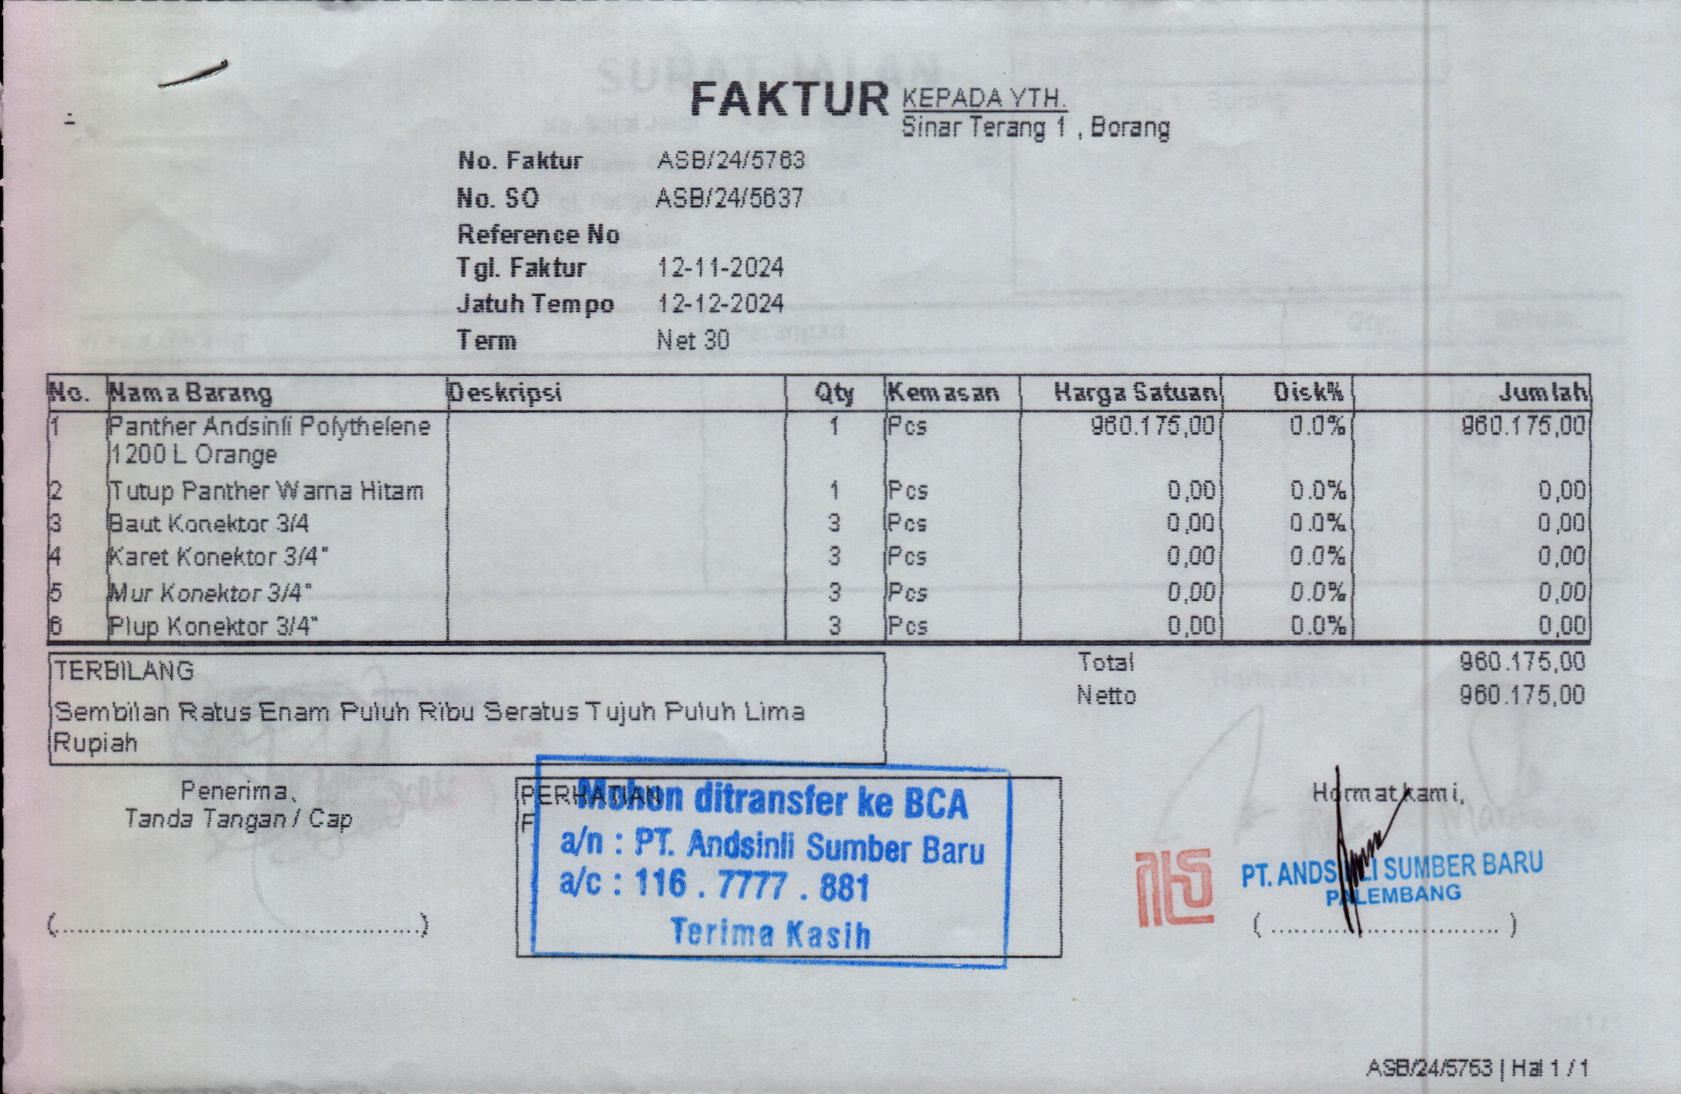 FAKTUR
KEPADA YTH.
Sinar Terang 1 , Borang
No. Faktur ASB/24/5763
No. SO ASB/24/5637
Reference No
Tgl. Faktur 12-11-2024
Jatuh Tempo 12-12-2024
Term Net 30
No. Nama Barang Deskripsi Qty Kemasan Harga Satuan Disk% Jumlah
1 Panther Andsinli Polythelene 1 Pcs 960.175,00 0.0% 960.175,00
1200 L Orange
2 Tutup Panther Warna Hitam 1 Pcs 0,00 0.0% 0,00
3 Baut Konektor 3/4 3 Pcs 0,00 0.0% 0,00
4 Karet Konektor 3/4" 3 Pcs 0,00 0.0% 0,00
5 Mur Konektor 3/4" 3 Pcs 0,00 0.0% 0,00
6 Plup Konektor 3/4" 3 Pcs 0,00 0.0% 0,00
Total 960.175,00
Netto 960.175,00
TERBILANG
Sembilan Ratus Enam Puluh Ribu Seratus Tujuh Puluh Lima
Rupiah
Penerima,
Tanda Tangan / Cap
(..............................................)
PERHATIAN
Mohon ditransfer ke BCA
a/n : PT. Andsinli Sumber Baru
a/c : 116 . 7777 . 881
Terima Kasih
Hormat kami,
PT. ANDSINLI SUMBER BARU
PALEMBANG
( ............................. )
ASB/24/5763 | Hal 1 / 1